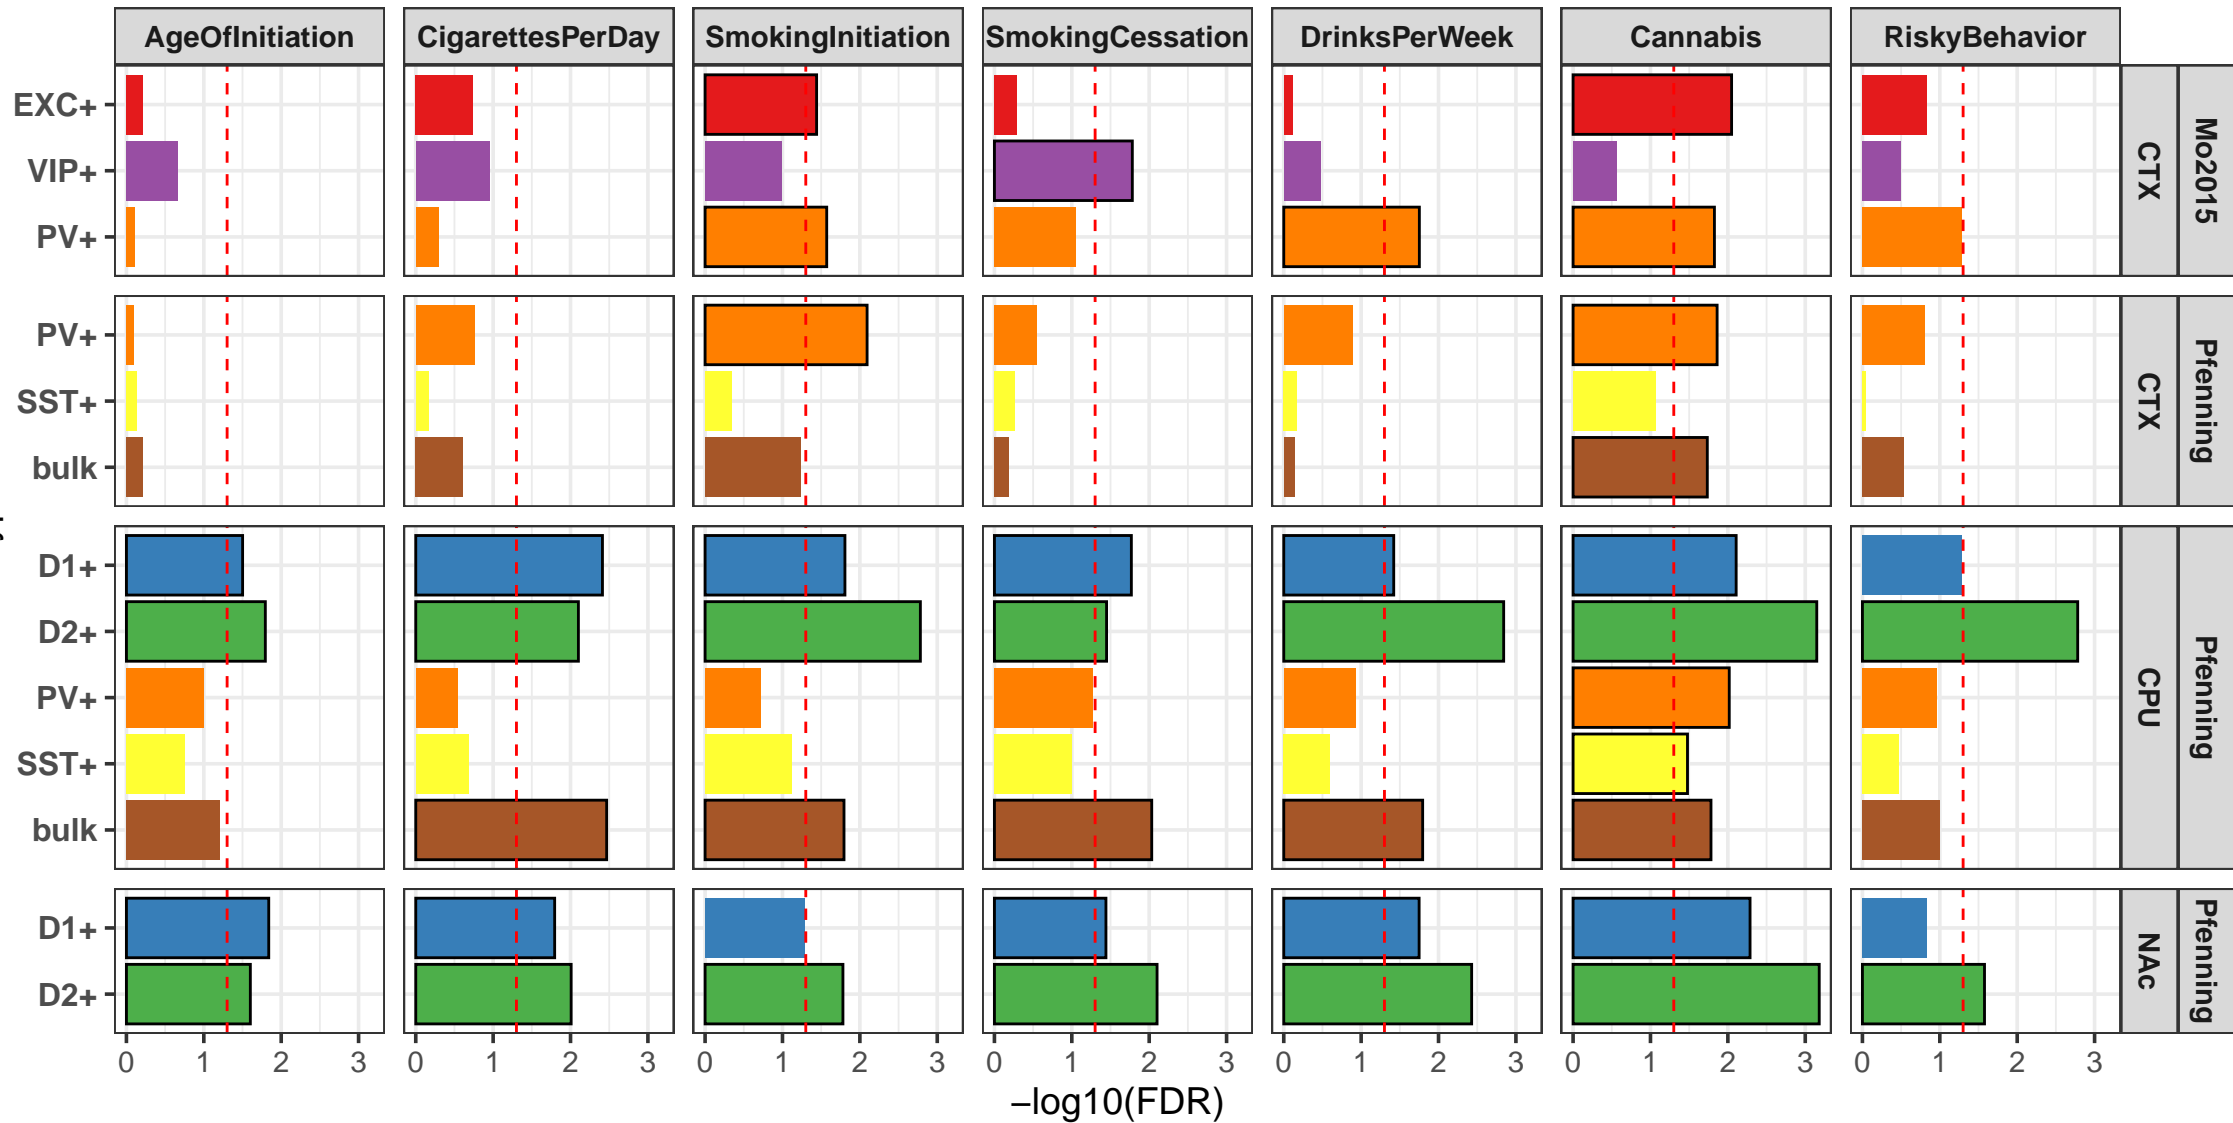 AgeOfInitiation CigarettesPerDay SmokingInitiation SmokingCessation DrinksPerWeek Cannabis RiskyBehavior
EXC+
VIP+
PV+
CTX
Mo2015
PV+
SST+
bulk
CTX
Pfenning
D1+
D2+
PV+
SST+
bulk
CPU
Pfenning
D1+
D2+
NAc
Pfenning
0 1 2 3 0 1 2 3 0 1 2 3 0 1 2 3 0 1 2 3 0 1 2 3 0 1 2 3
−log10(FDR)